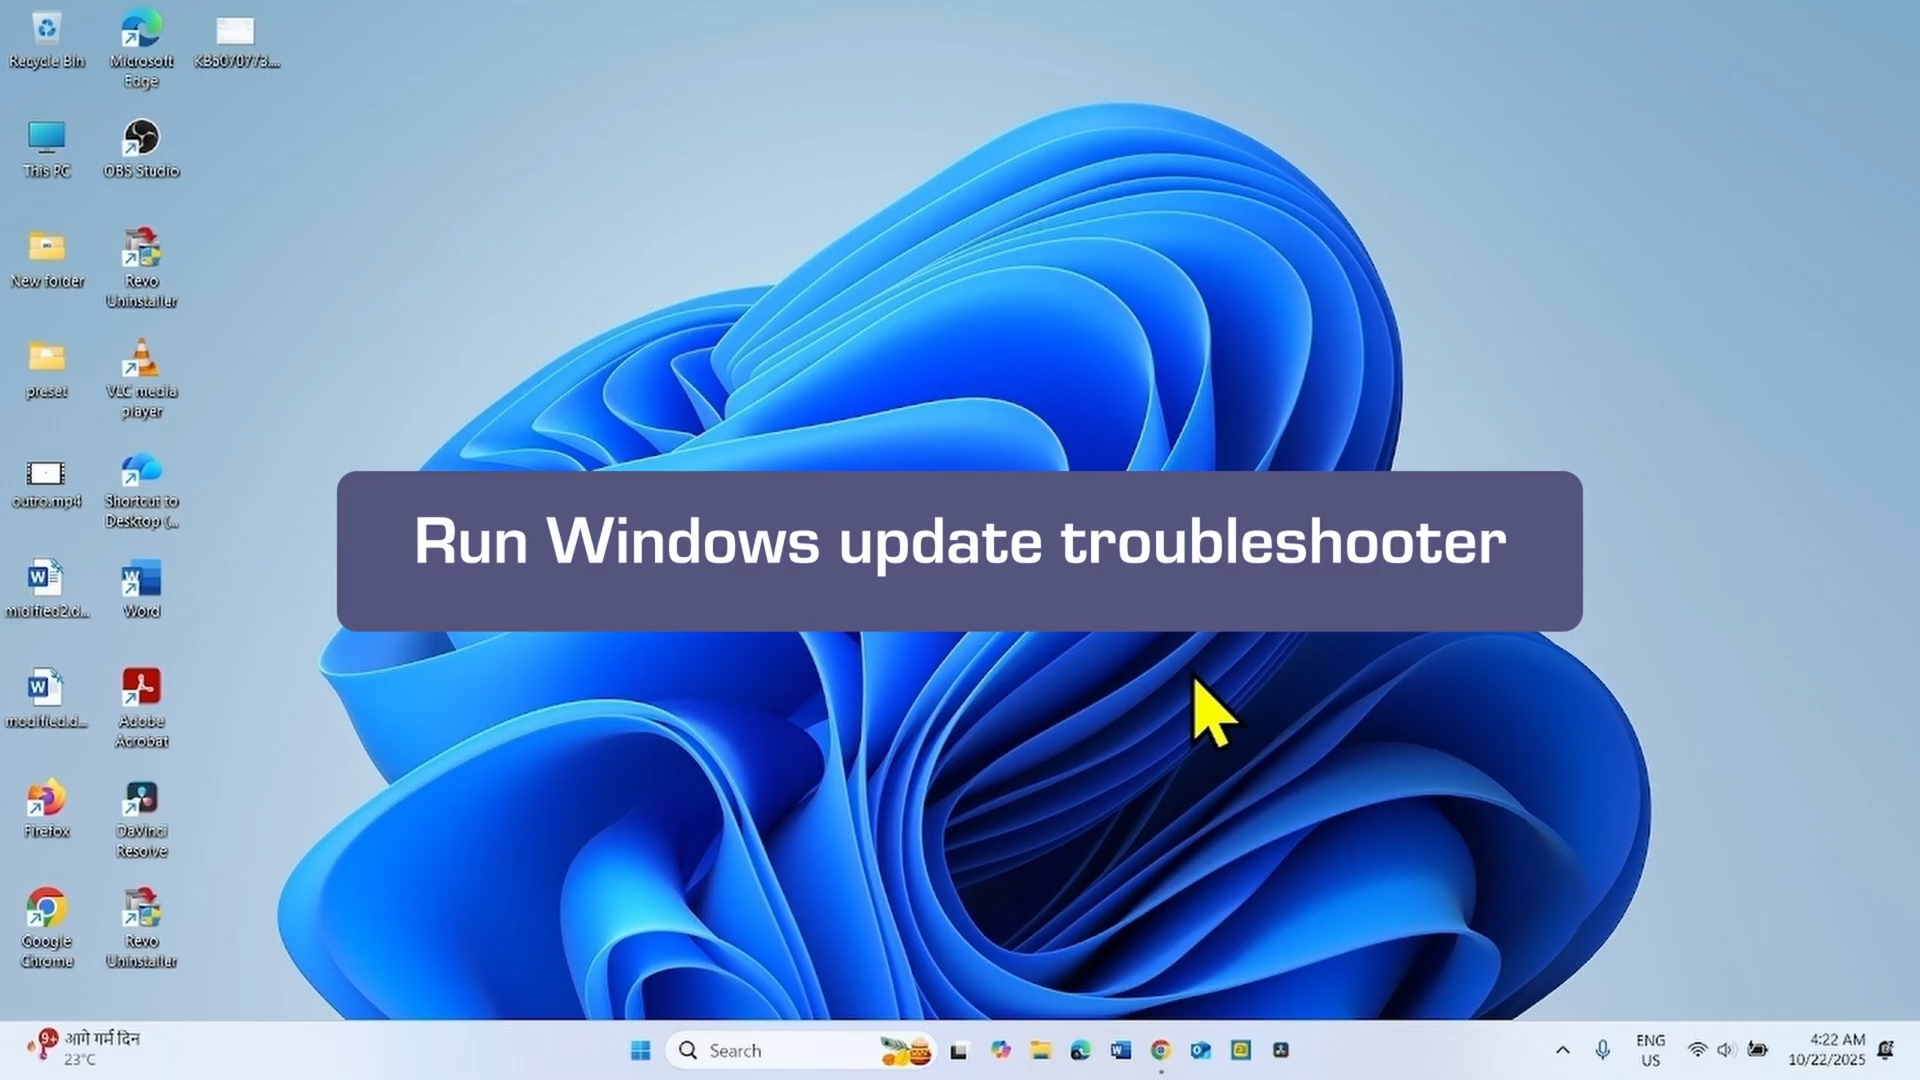 Recycle Bin
Microsoft
Edge
KB5070773...
This PC
OBS Studio
New folder
Revo
Uninstaller
preset
VLC media
player
outro.mp4
Shortcut to
Desktop (...
midified2.d...
Word
modified.d...
Adobe
Acrobat
Firefox
DaVinci
Resolve
Google
Chrome
Revo
Uninstaller
Run Windows update troubleshooter
9+
आगे गर्म दिन
23°C
Search
ENG
US
4:22 AM
10/22/2025